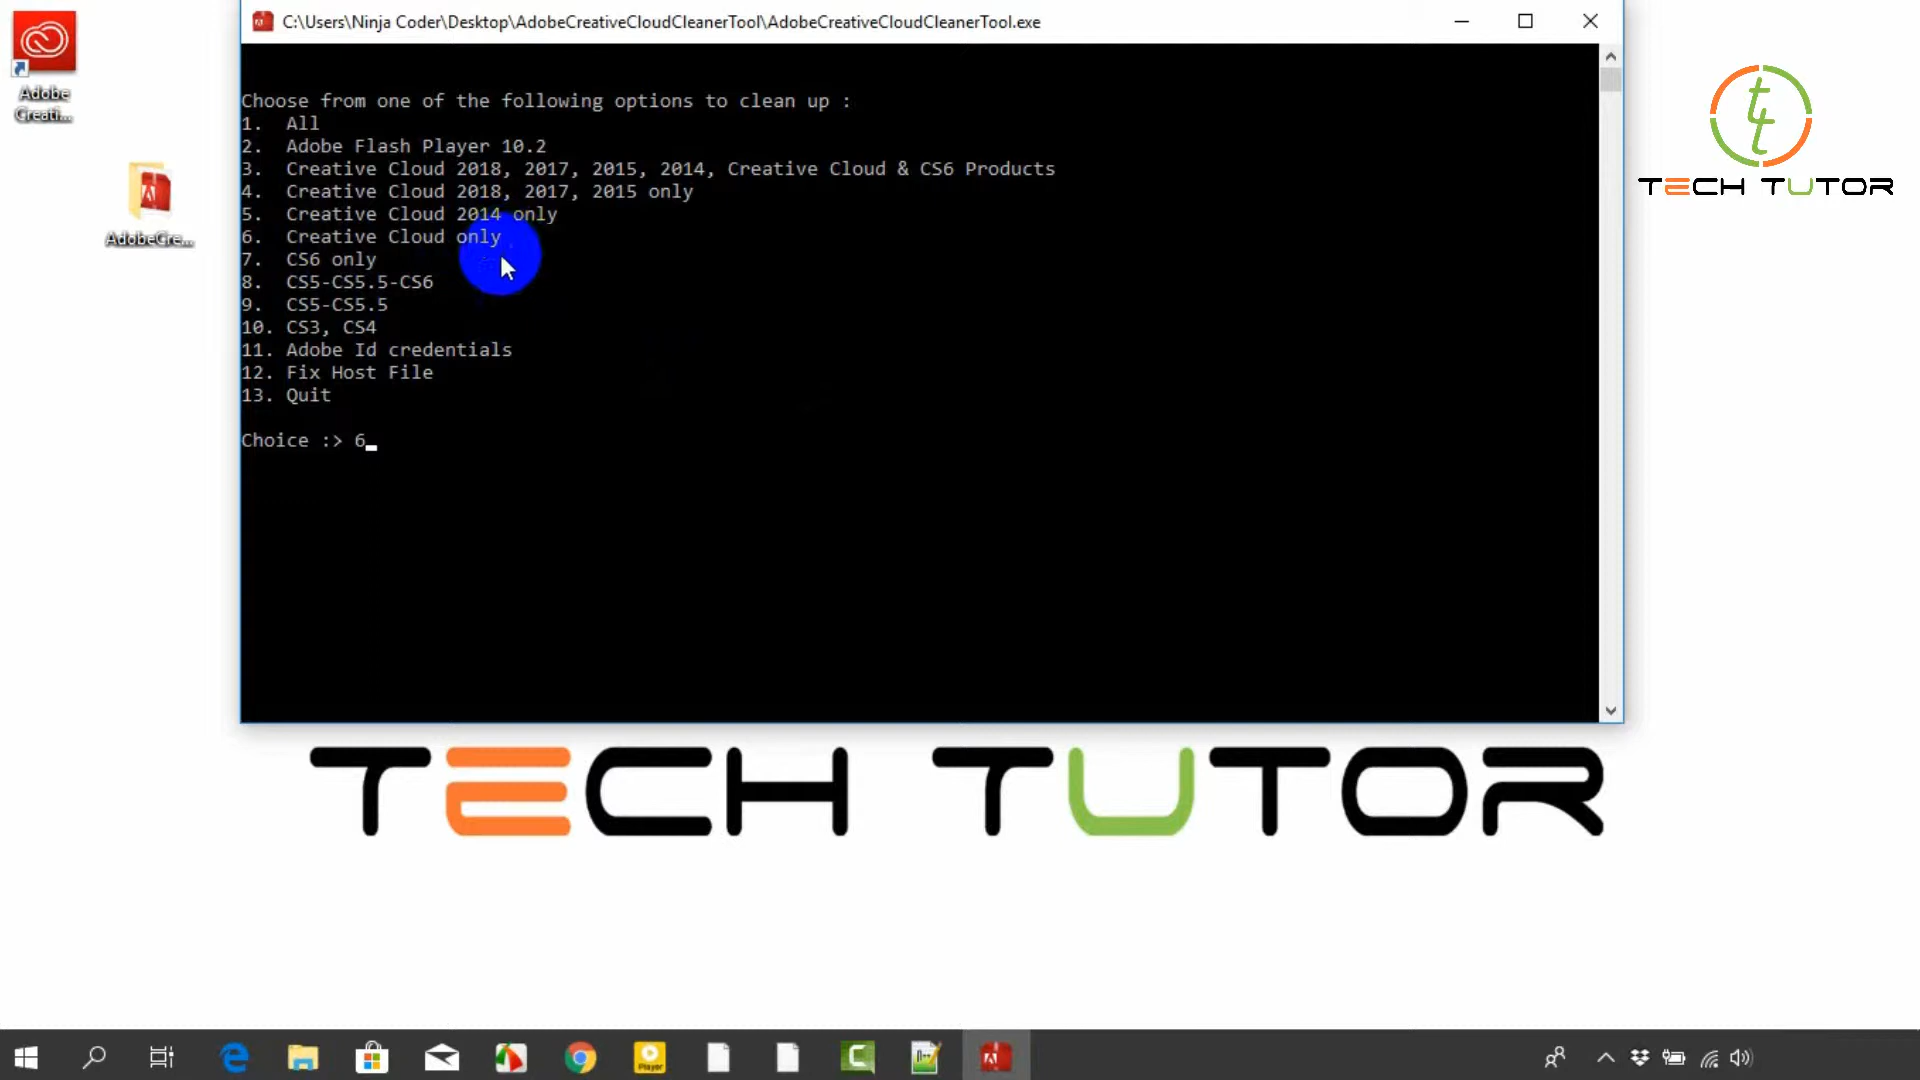 C:\Users\Ninja Coder\Desktop\AdobeCreativeCloudCleanerTool\AdobeCreativeCloudCleanerTool.exe
Adobe
Creati...
AdobeCre...
TECH TUTOR
Choose from one of the following options to clean up :
1. All
2. Adobe Flash Player 10.2
3. Creative Cloud 2018, 2017, 2015, 2014, Creative Cloud & CS6 Products
4. Creative Cloud 2018, 2017, 2015 only
5. Creative Cloud 2014 only
6. Creative Cloud only
7. CS6 only
8. CS5-CS5.5-CS6
9. CS5-CS5.5
10. CS3, CS4
11. Adobe Id credentials
12. Fix Host File
13. Quit
Choice :> 6_
TECH TUTOR
Player